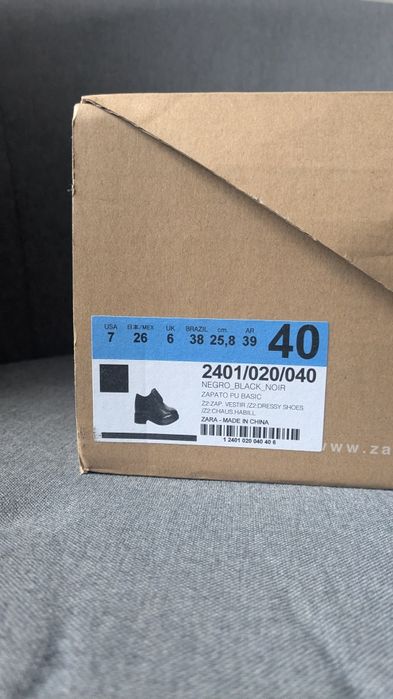 USA 日本/MEX UK BRAZIL cm. AR
7 26 6 38 25,8 39 40
2401/020/040
NEGRO_BLACK_NOIR
ZAPATO PU BASIC
Z2:ZAP. VESTIR /Z2:DRESSY SHOES
/Z2:CHAUS.HABILL
ZARA - MADE IN CHINA
1 2401 020 040 40 6
www.za